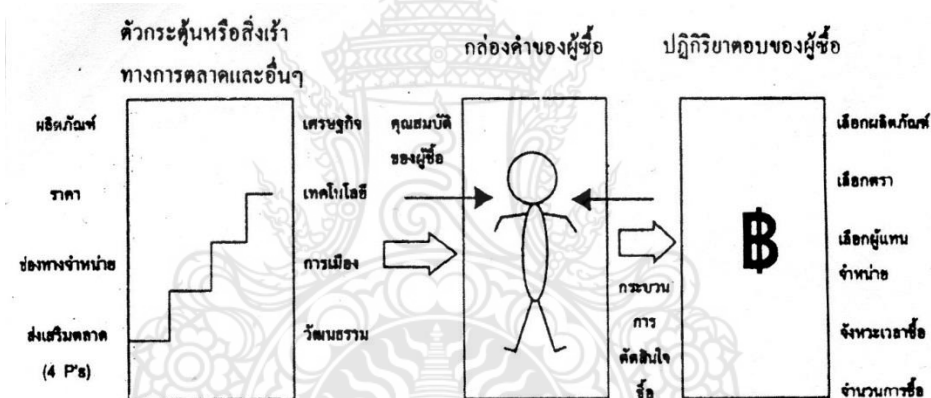 ตัวกระตุ้นหรือสิ่งเร้า
ทางการตลาดและอื่นๆ
กล่องดำของผู้ซื้อ
ปฏิกิริยาตอบของผู้ซื้อ
ผลิตภัณฑ์
ราคา
ช่องทางจำหน่าย
ส่งเสริมตลาด
(4 P's)
เศรษฐกิจ
เทคโนโลยี
การเมือง
วัฒนธรรม
คุณสมบัติ
ของผู้ซื้อ
กระบวน
การ
ตัดสินใจ
ซื้อ
฿
เลือกผลิตภัณฑ์
เลือกตรา
เลือกผู้แทน
จำหน่าย
จังหวะเวลาซื้อ
จำนวนการซื้อ